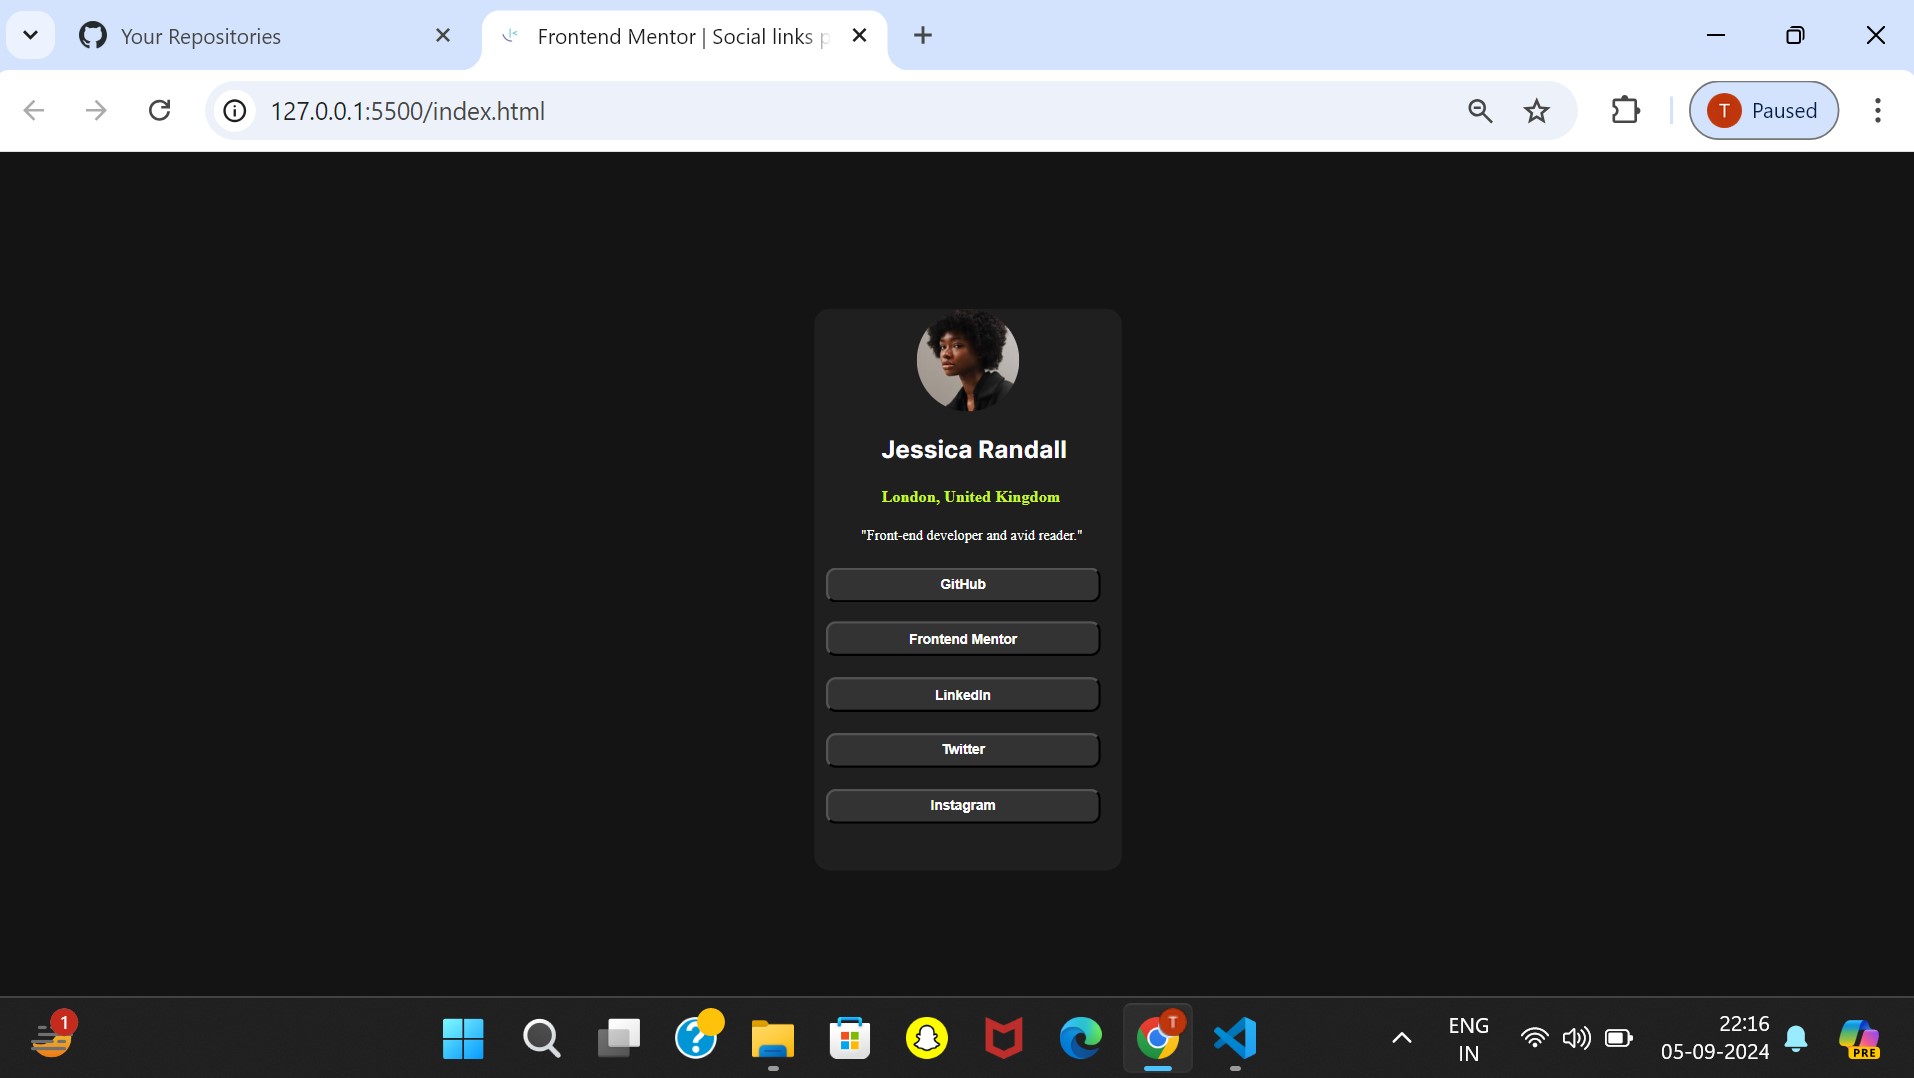 Your Repositories
Frontend Mentor | Social links p
127.0.0.1:5500/index.html
T Paused
Jessica Randall
London, United Kingdom
"Front-end developer and avid reader."
GitHub
Frontend Mentor
LinkedIn
Twitter
Instagram
1
T
ENG
IN
22:16
05-09-2024
PRE